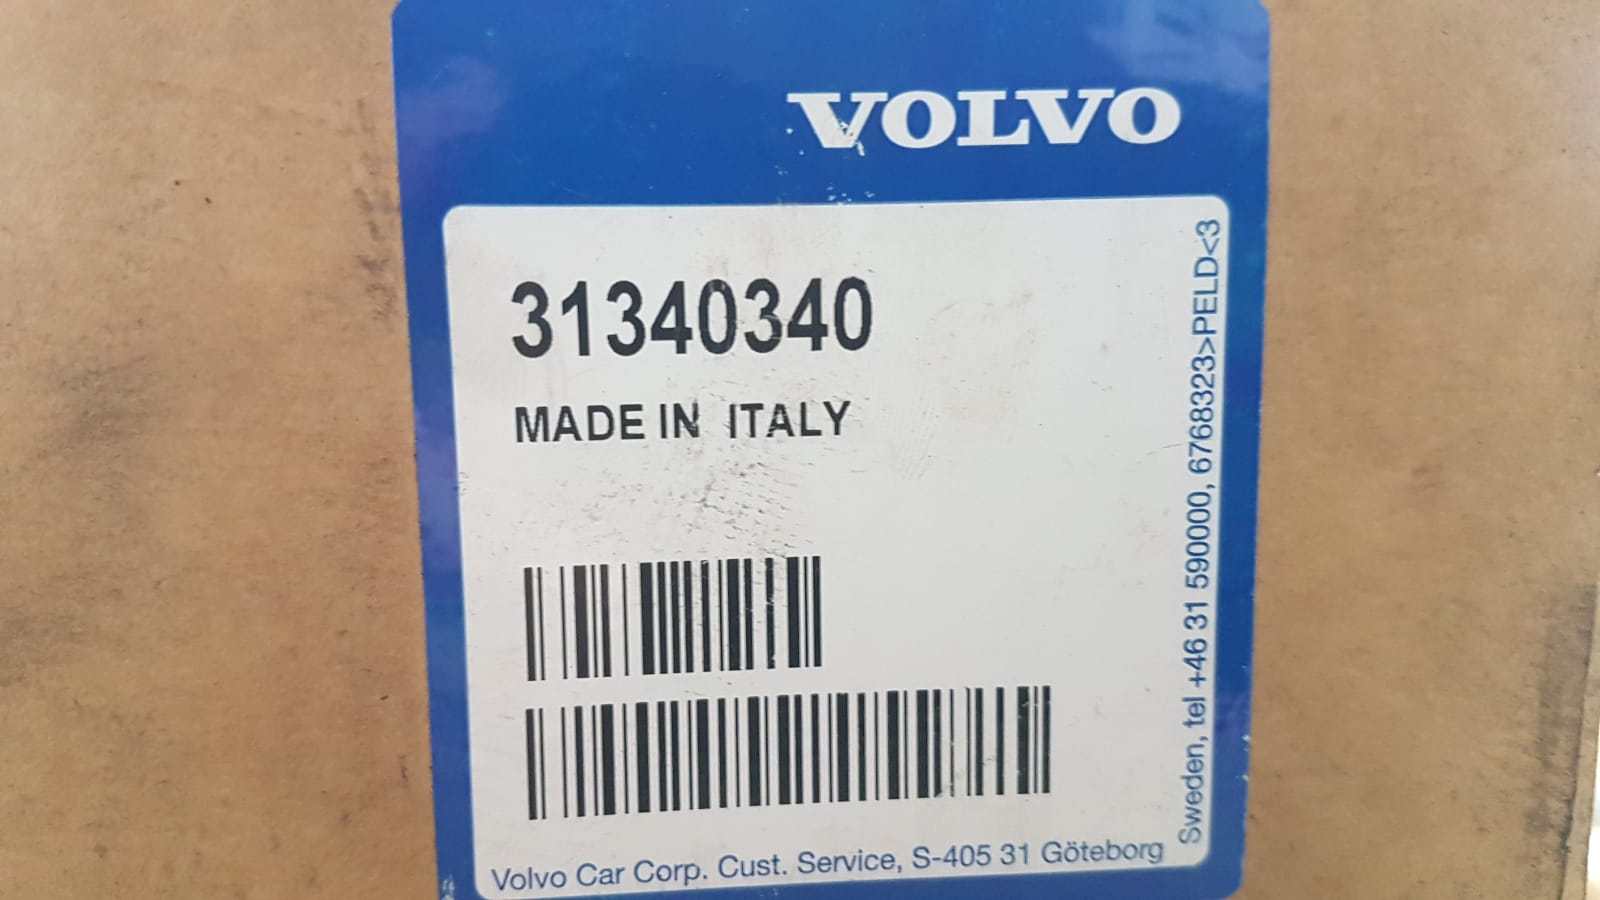 VOLVO
31340340
MADE IN ITALY
Volvo Car Corp. Cust. Service, S-405 31 Göteborg
Sweden, tel +46 31 590000, 6768323>PELD<3